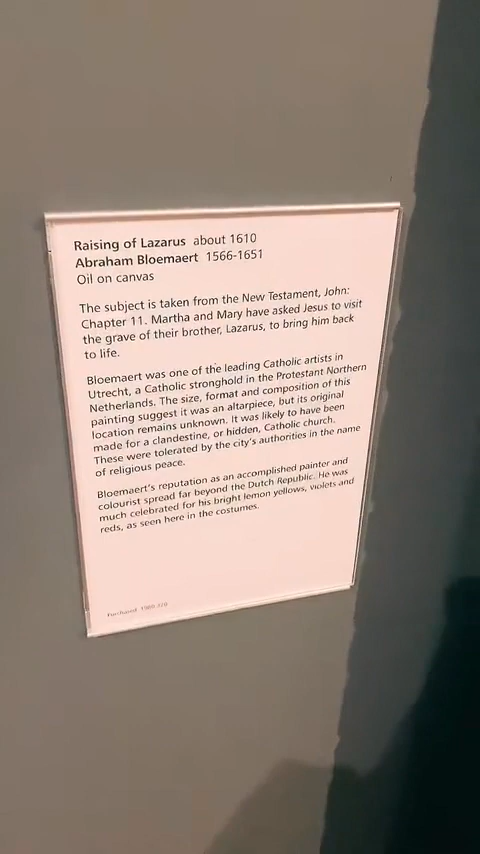 Raising of Lazarus about 1610
Abraham Bloemaert 1566-1651
Oil on canvas
The subject is taken from the New Testament, John:
Chapter 11. Martha and Mary have asked Jesus to visit
the grave of their brother, Lazarus, to bring him back
to life.
Bloemaert was one of the leading Catholic artists in
Utrecht, a Catholic stronghold in the Protestant Northern
Netherlands. The size, format and composition of this
painting suggest it was an altarpiece, but its original
location remains unknown. It was likely to have been
made for a clandestine, or hidden, Catholic church.
These were tolerated by the city's authorities in the name
of religious peace.
Bloemaert's reputation as an accomplished painter and
colourist spread far beyond the Dutch Republic. He was
much celebrated for his bright lemon yellows, violets and
reds, as seen here in the costumes.
Purchased